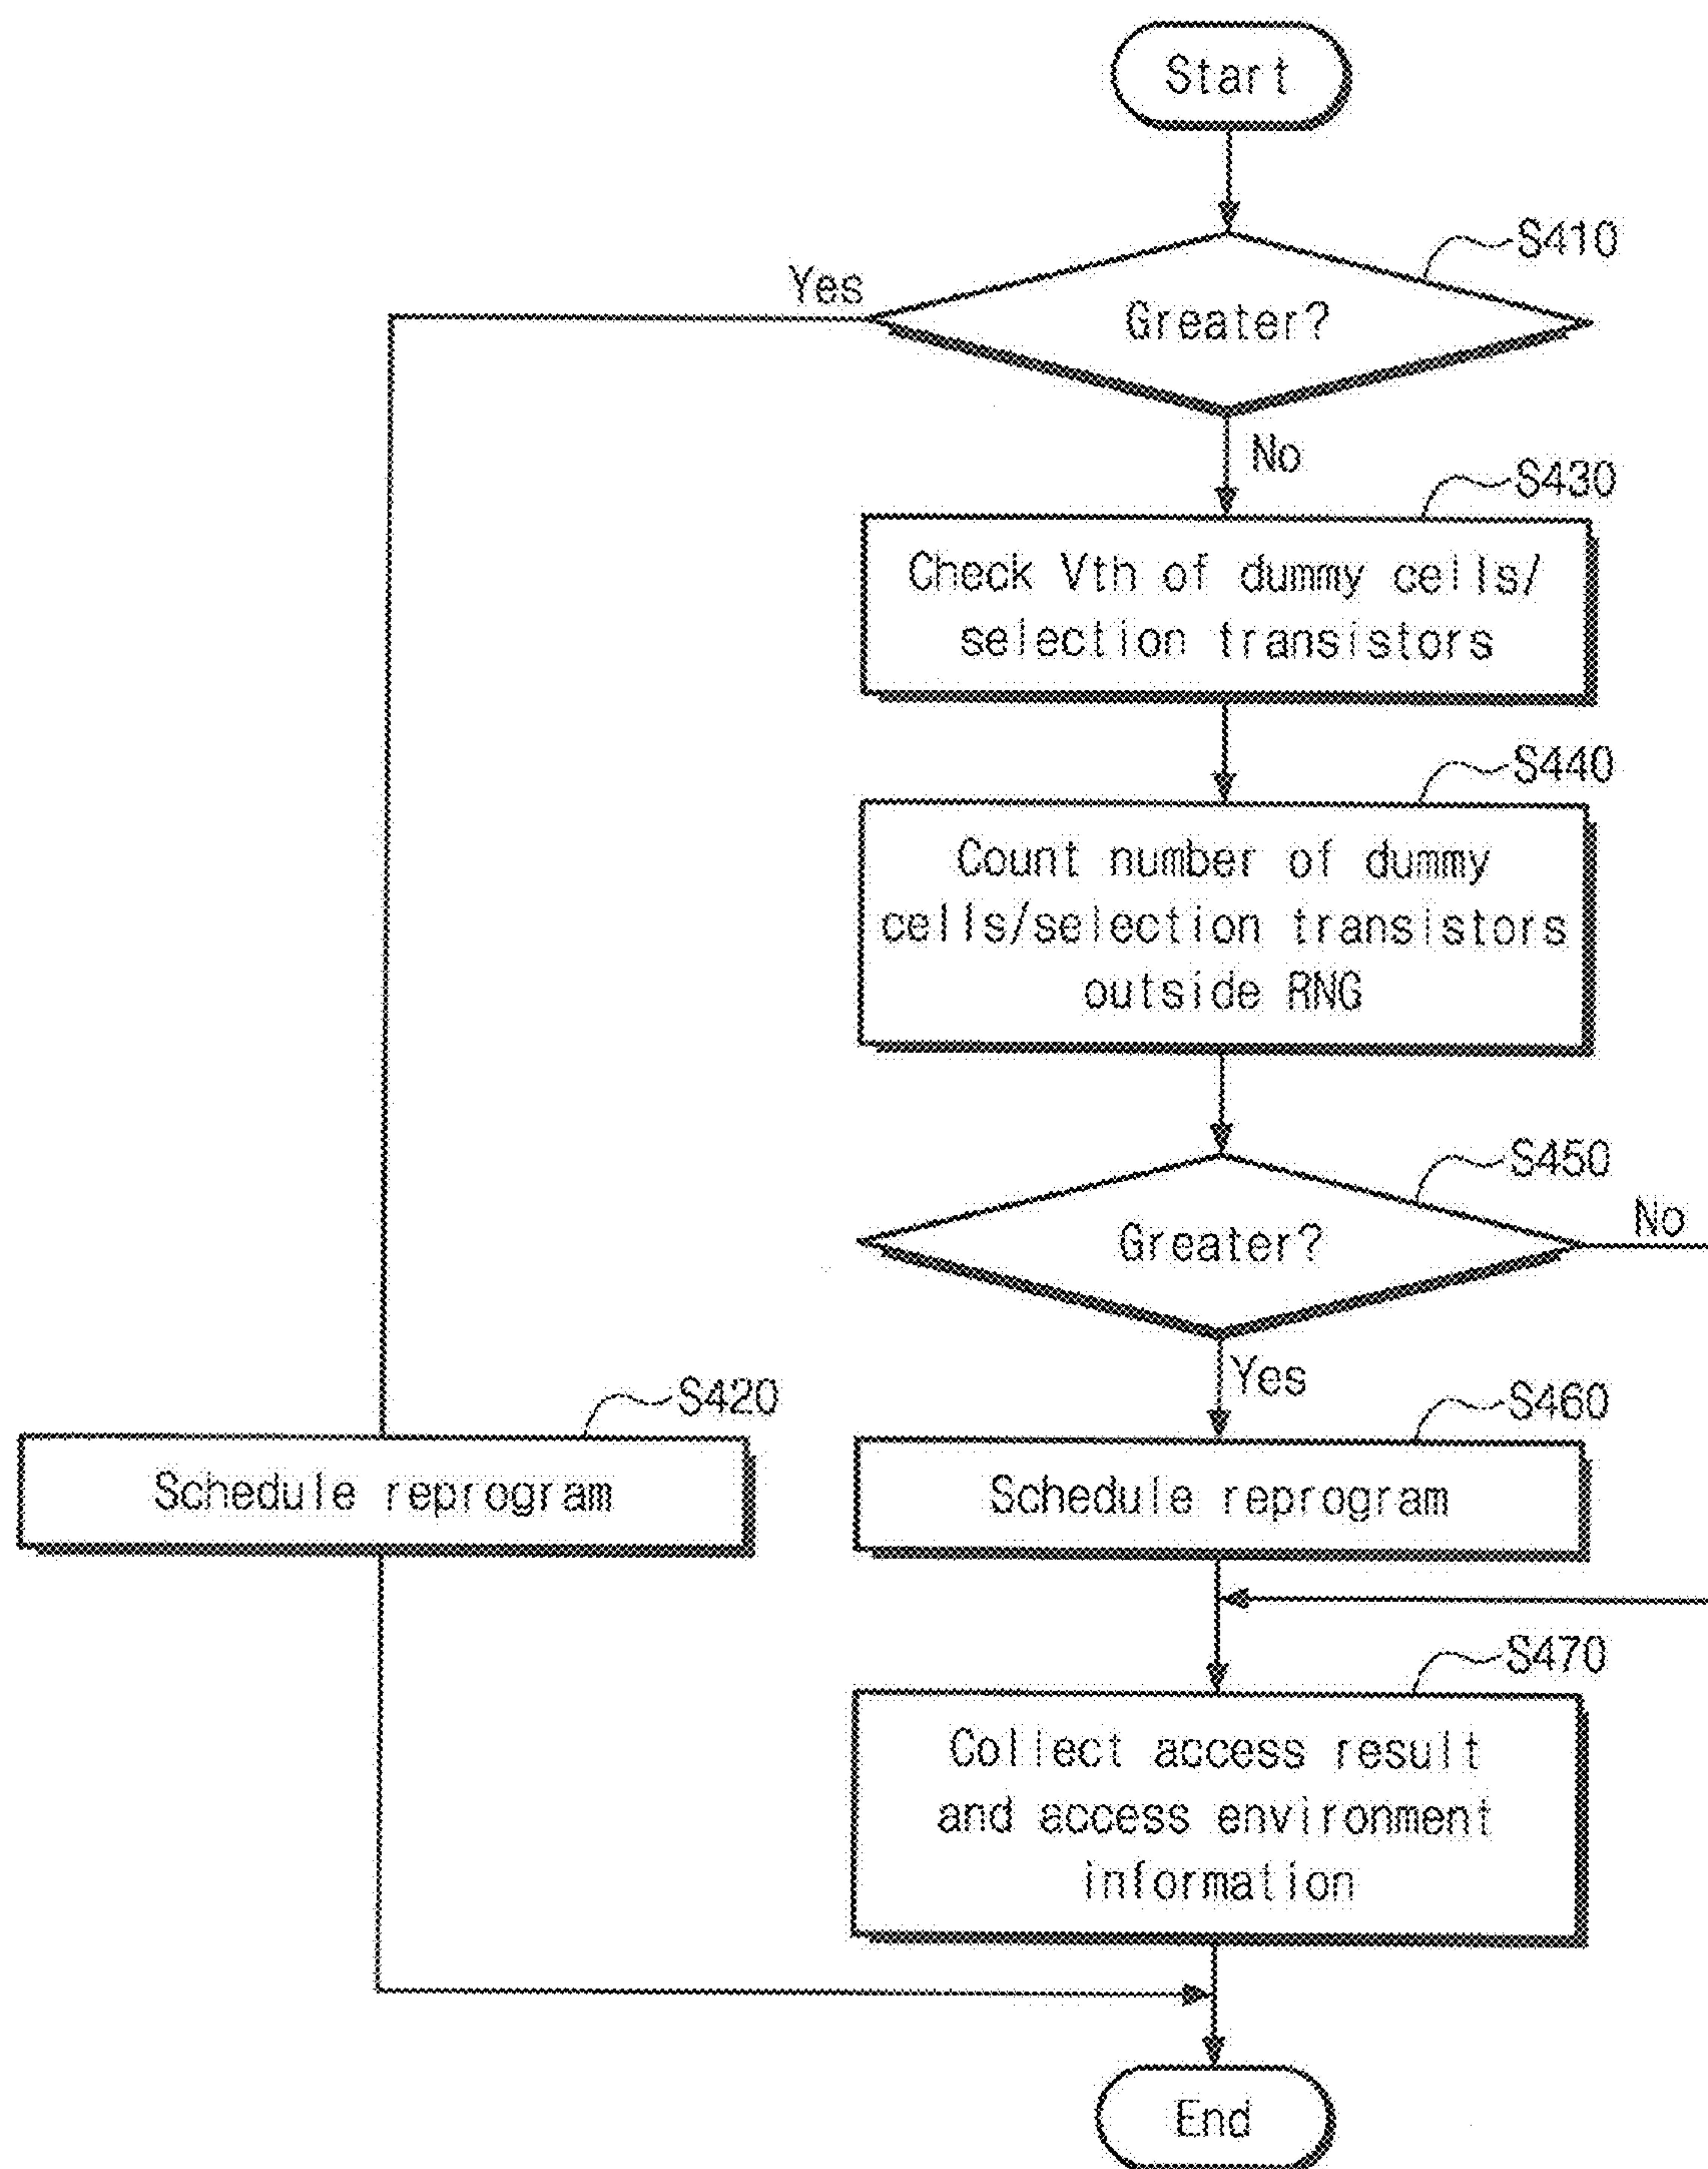 Start
S410
Yes
Greater?
No
S430
Check Vth of dummy cells/
selection transistors
S440
Count number of dummy
cells/selection transistors
outside RNG
S450
No
Greater?
Yes
S420
S460
Schedule reprogram
Schedule reprogram
S470
Collect access result
and access environment
information
End